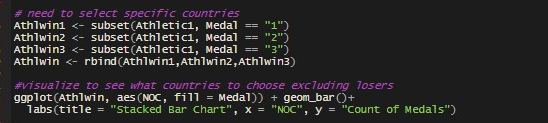 # need to select specific countries
Athlwin1 <- subset(Athletic1, Medal == "1")
Athlwin2 <- subset(Athletic1, Medal == "2")
Athlwin3 <- subset(Athletic1, Medal == "3")
Athlwin <- rbind(Athlwin1,Athlwin2,Athlwin3)
#visualize to see what countries to choose excluding losers
ggplot(Athlwin, aes(NOC, fill = Medal)) + geom_bar()+
labs(title = "Stacked Bar Chart", x = "NOC", y = "Count of Medals")